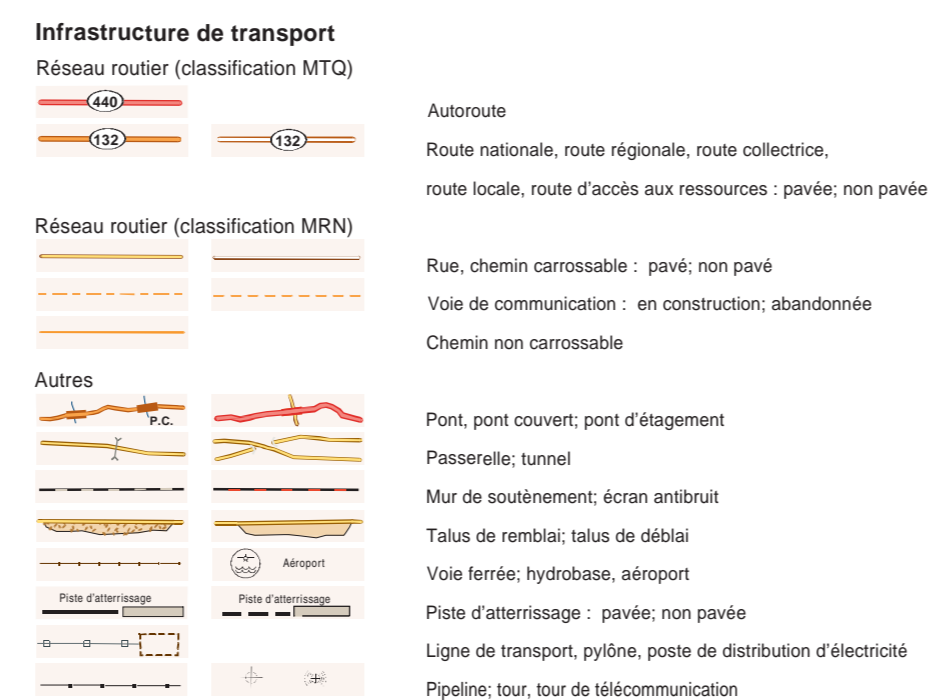 Infrastructure de transport
Réseau routier (classification MTQ)
440
Autoroute
132 132
Route nationale, route régionale, route collectrice,
route locale, route d'accès aux ressources : pavée; non pavée
Réseau routier (classification MRN)
Rue, chemin carrossable : pavé; non pavé
Voie de communication : en construction; abandonnée
Chemin non carrossable
Autres
P.C.
Pont, pont couvert; pont d'étagement
Passerelle; tunnel
Mur de soutènement; écran antibruit
Talus de remblai; talus de déblai
Aéroport
Voie ferrée; hydrobase, aéroport
Piste d'atterrissage Piste d'atterrissage
Piste d'atterrissage : pavée; non pavée
Ligne de transport, pylône, poste de distribution d'électricité
Pipeline; tour, tour de télécommunication